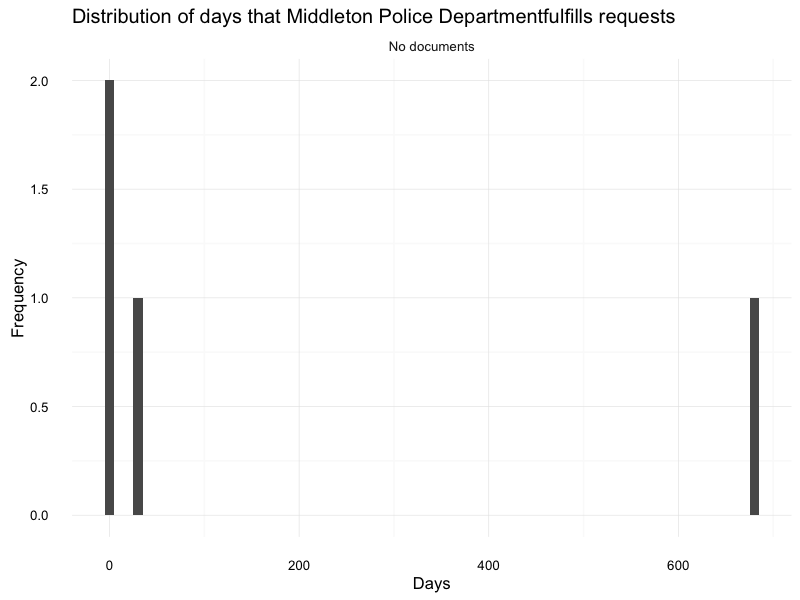 Distribution of days that Middleton Police Departmentfulfills requests
No documents
2.0
1.5
1.0
0.5
0.0
Frequency
0 200 400 600
Days